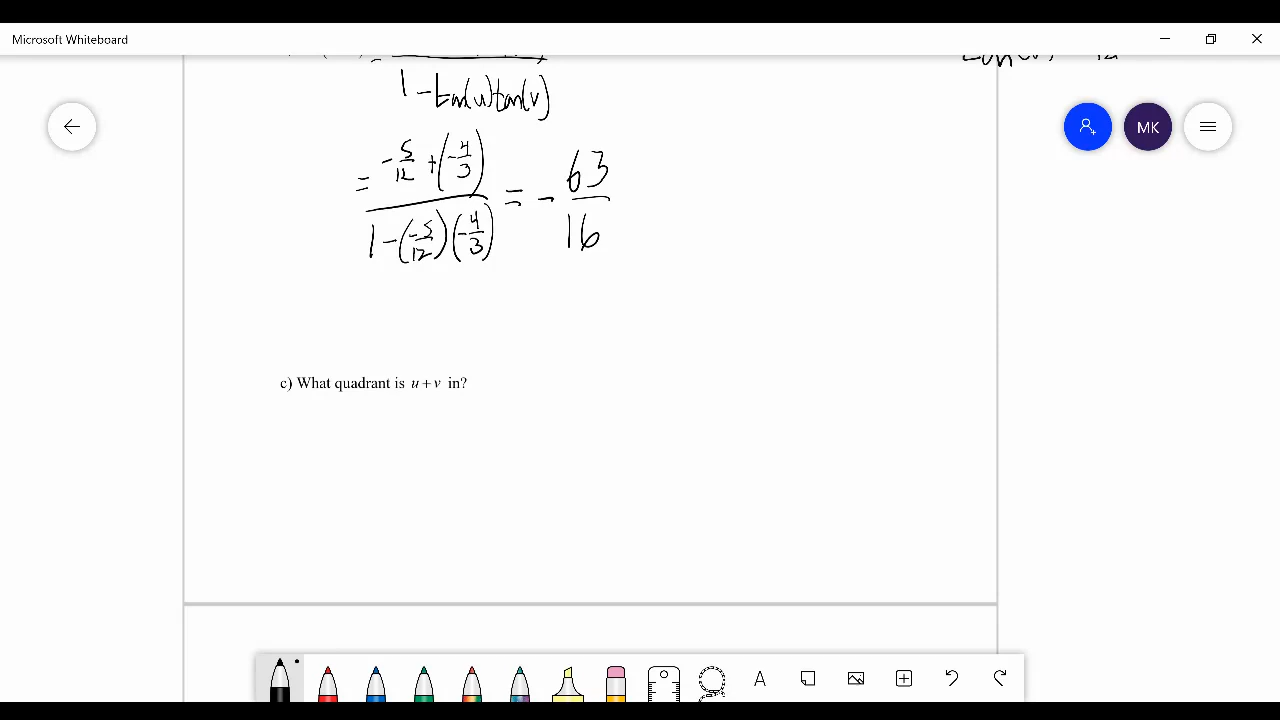 Microsoft Whiteboard
=
1 - tan(u)tan(v)
= (-5/12 + (-4/3)) / (1 - (-5/12)(-4/3)) = - 63/16
MK
c) What quadrant is u + v in?
A